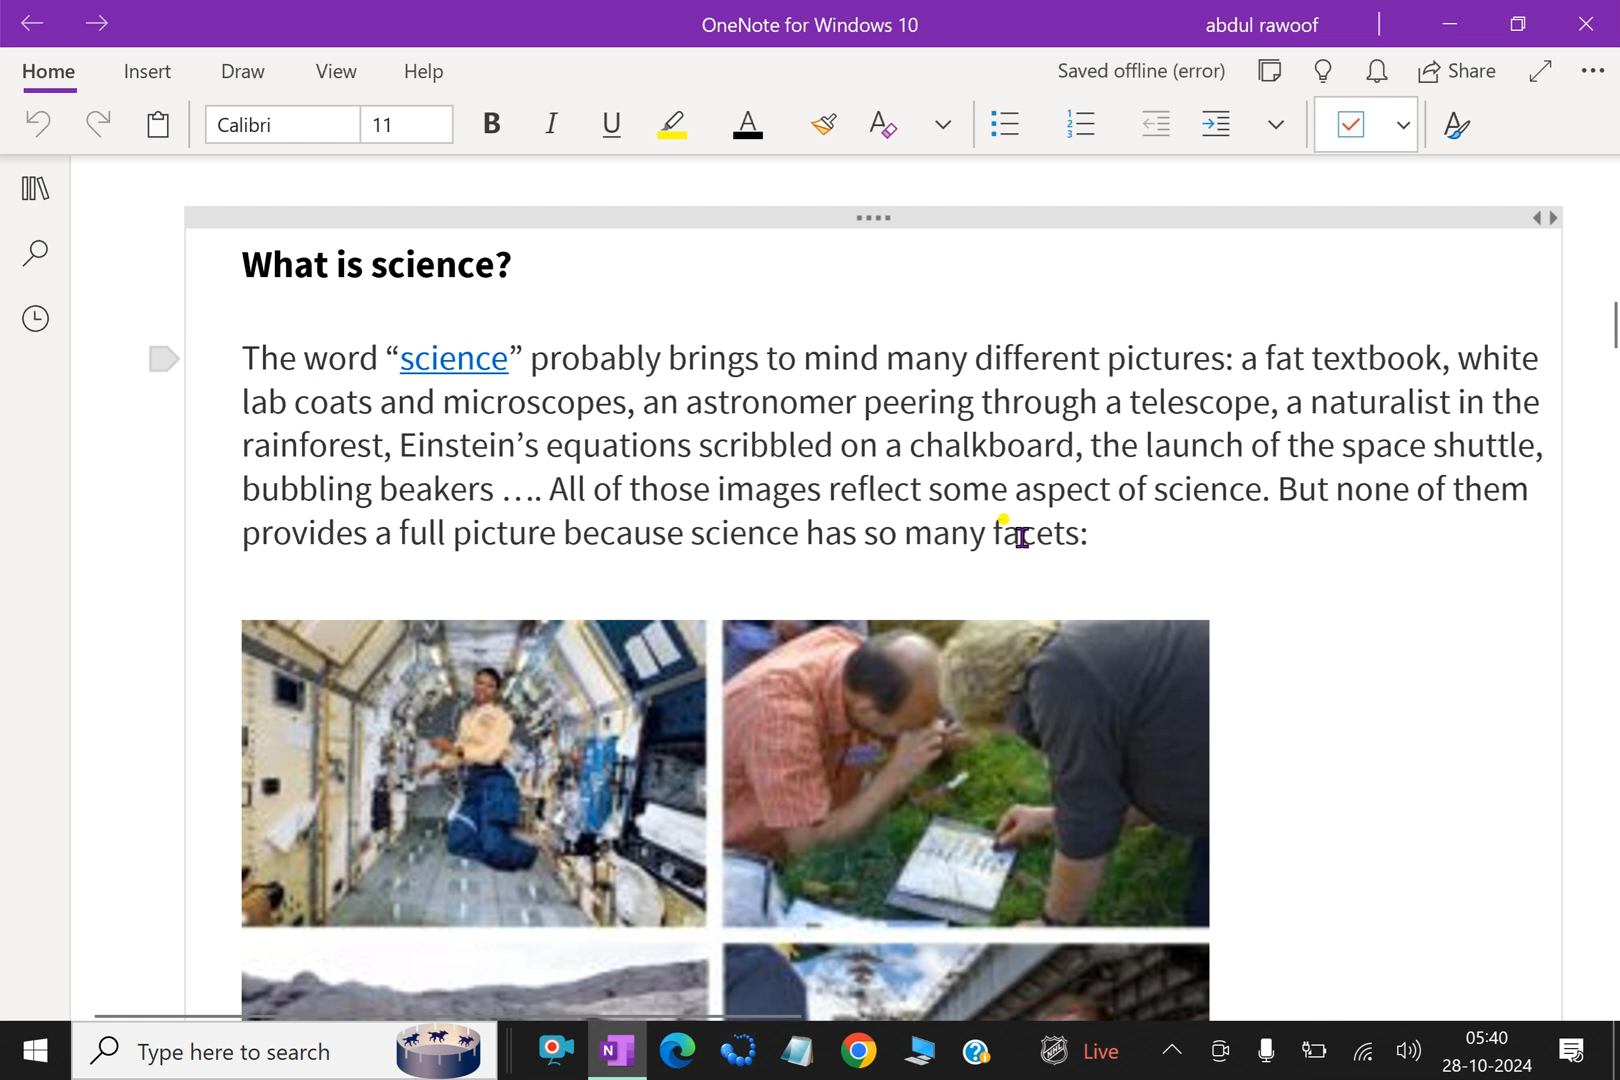 OneNote for Windows 10
abdul rawoof
Home Insert Draw View Help
Saved offline (error)
Share
Calibri 11 B I U A A
What is science?
The word “science” probably brings to mind many different pictures: a fat textbook, white
lab coats and microscopes, an astronomer peering through a telescope, a naturalist in the
rainforest, Einstein’s equations scribbled on a chalkboard, the launch of the space shuttle,
bubbling beakers …. All of those images reflect some aspect of science. But none of them
provides a full picture because science has so many facets:
Type here to search
Live
05:40
28-10-2024